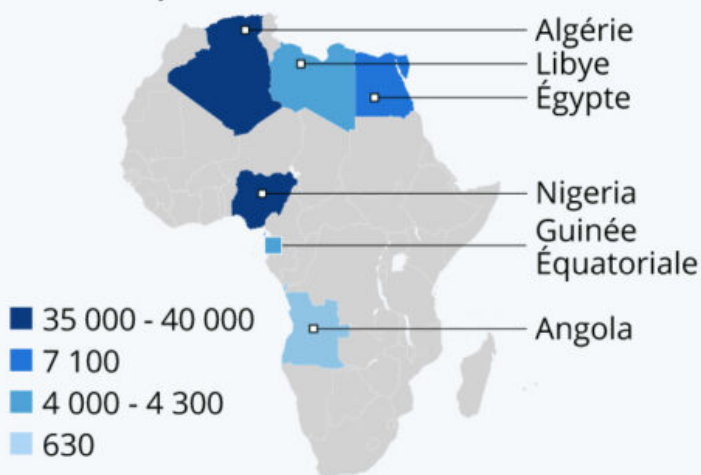 Algérie
Libye
Égypte
Nigeria
Guinée
Équatoriale
Angola
35 000 - 40 000
7 100
4 000 - 4 300
630